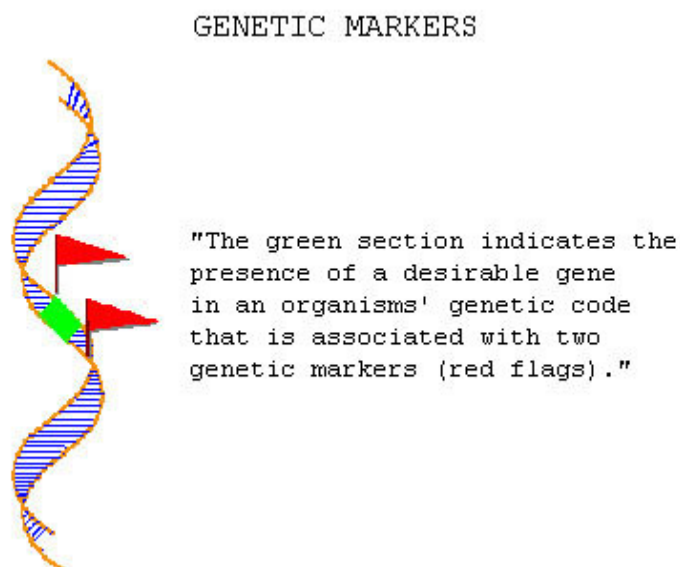 GENETIC MARKERS
"The green section indicates the
presence of a desirable gene
in an organisms' genetic code
that is associated with two
genetic markers (red flags)."